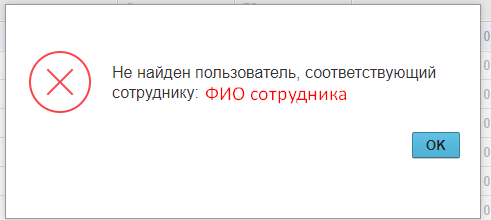 Не найден пользователь, соответствующий
сотруднику: ФИО сотрудника
OK